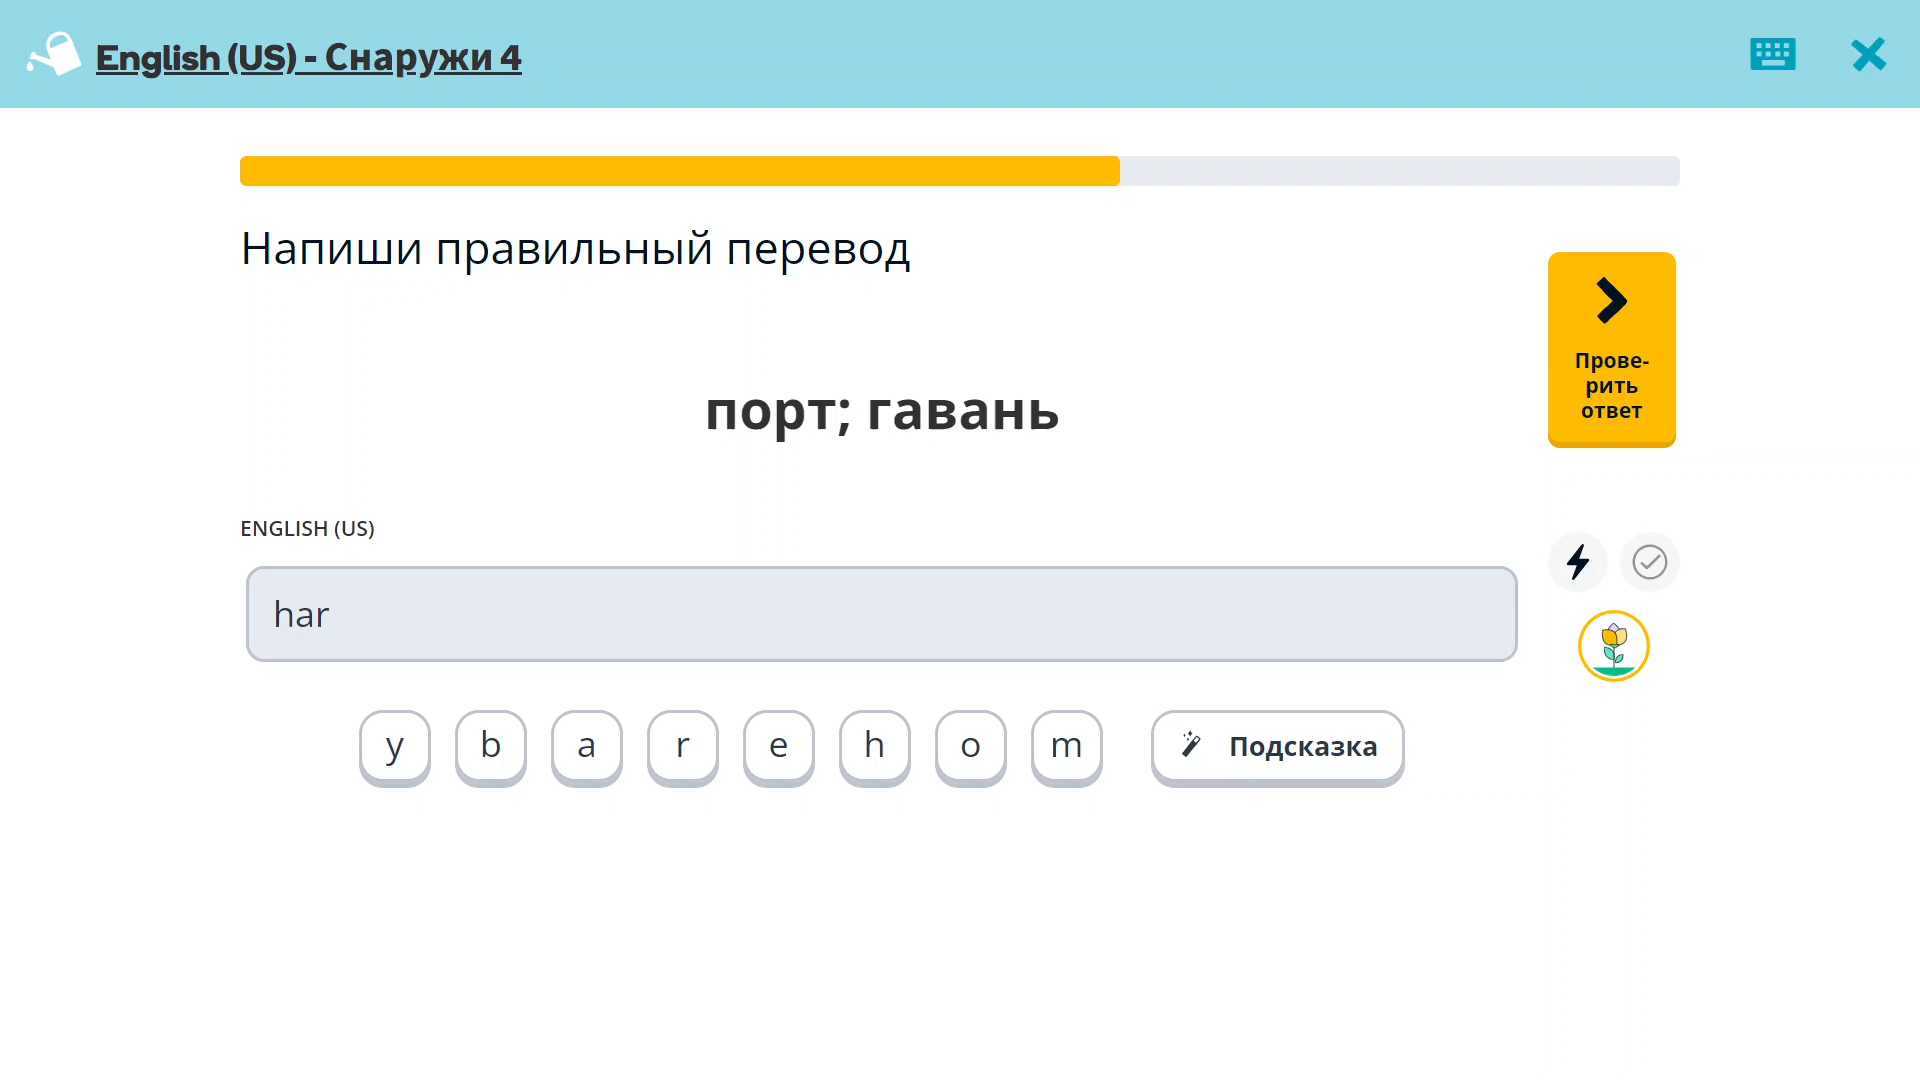 English (US) - Снаружи 4
Напиши правильный перевод
порт; гавань
Прове-
рить
ответ
ENGLISH (US)
har
y b a r e h o m Подсказка